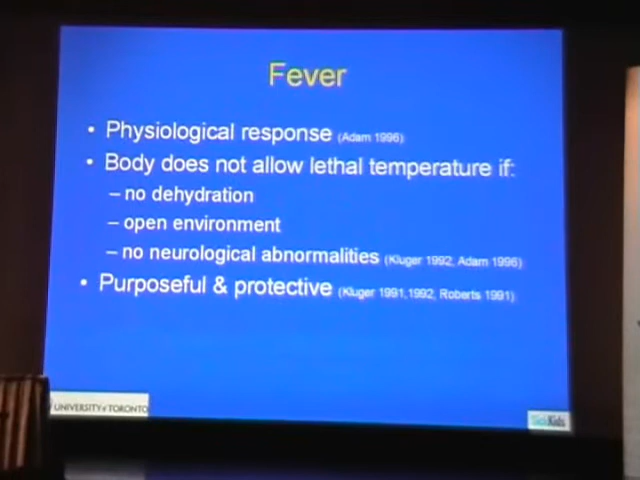 Fever
• Physiological response (Adam 1996)
• Body does not allow lethal temperature if:
– no dehydration
– open environment
– no neurological abnormalities (Kluger 1992, Adam 1996)
• Purposeful & protective (Kluger 1991,1992, Roberts 1991)
UNIVERSITY of TORONTO
SickKids